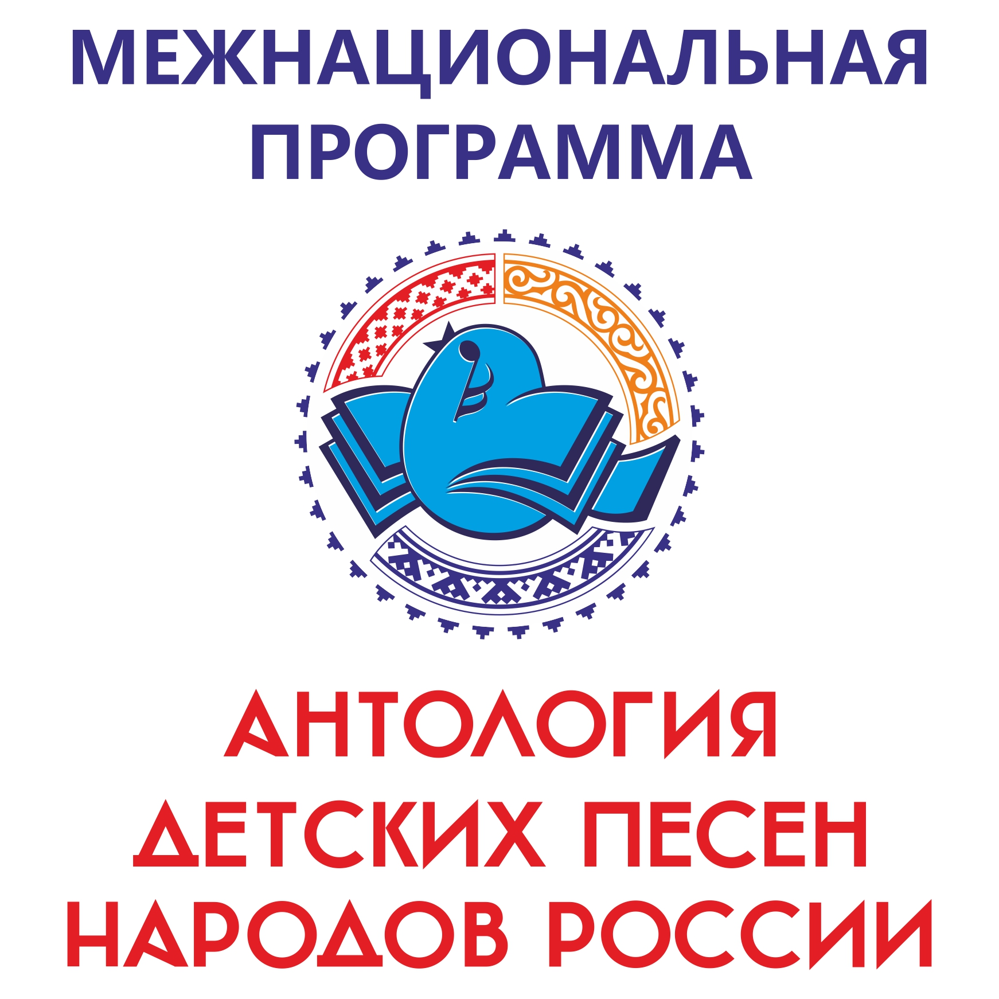 МЕЖНАЦИОНАЛЬНАЯ
ПРОГРАММА
АНТОЛОГИЯ
ДЕТСКИХ ПЕСЕН
НАРОДОВ РОССИИ